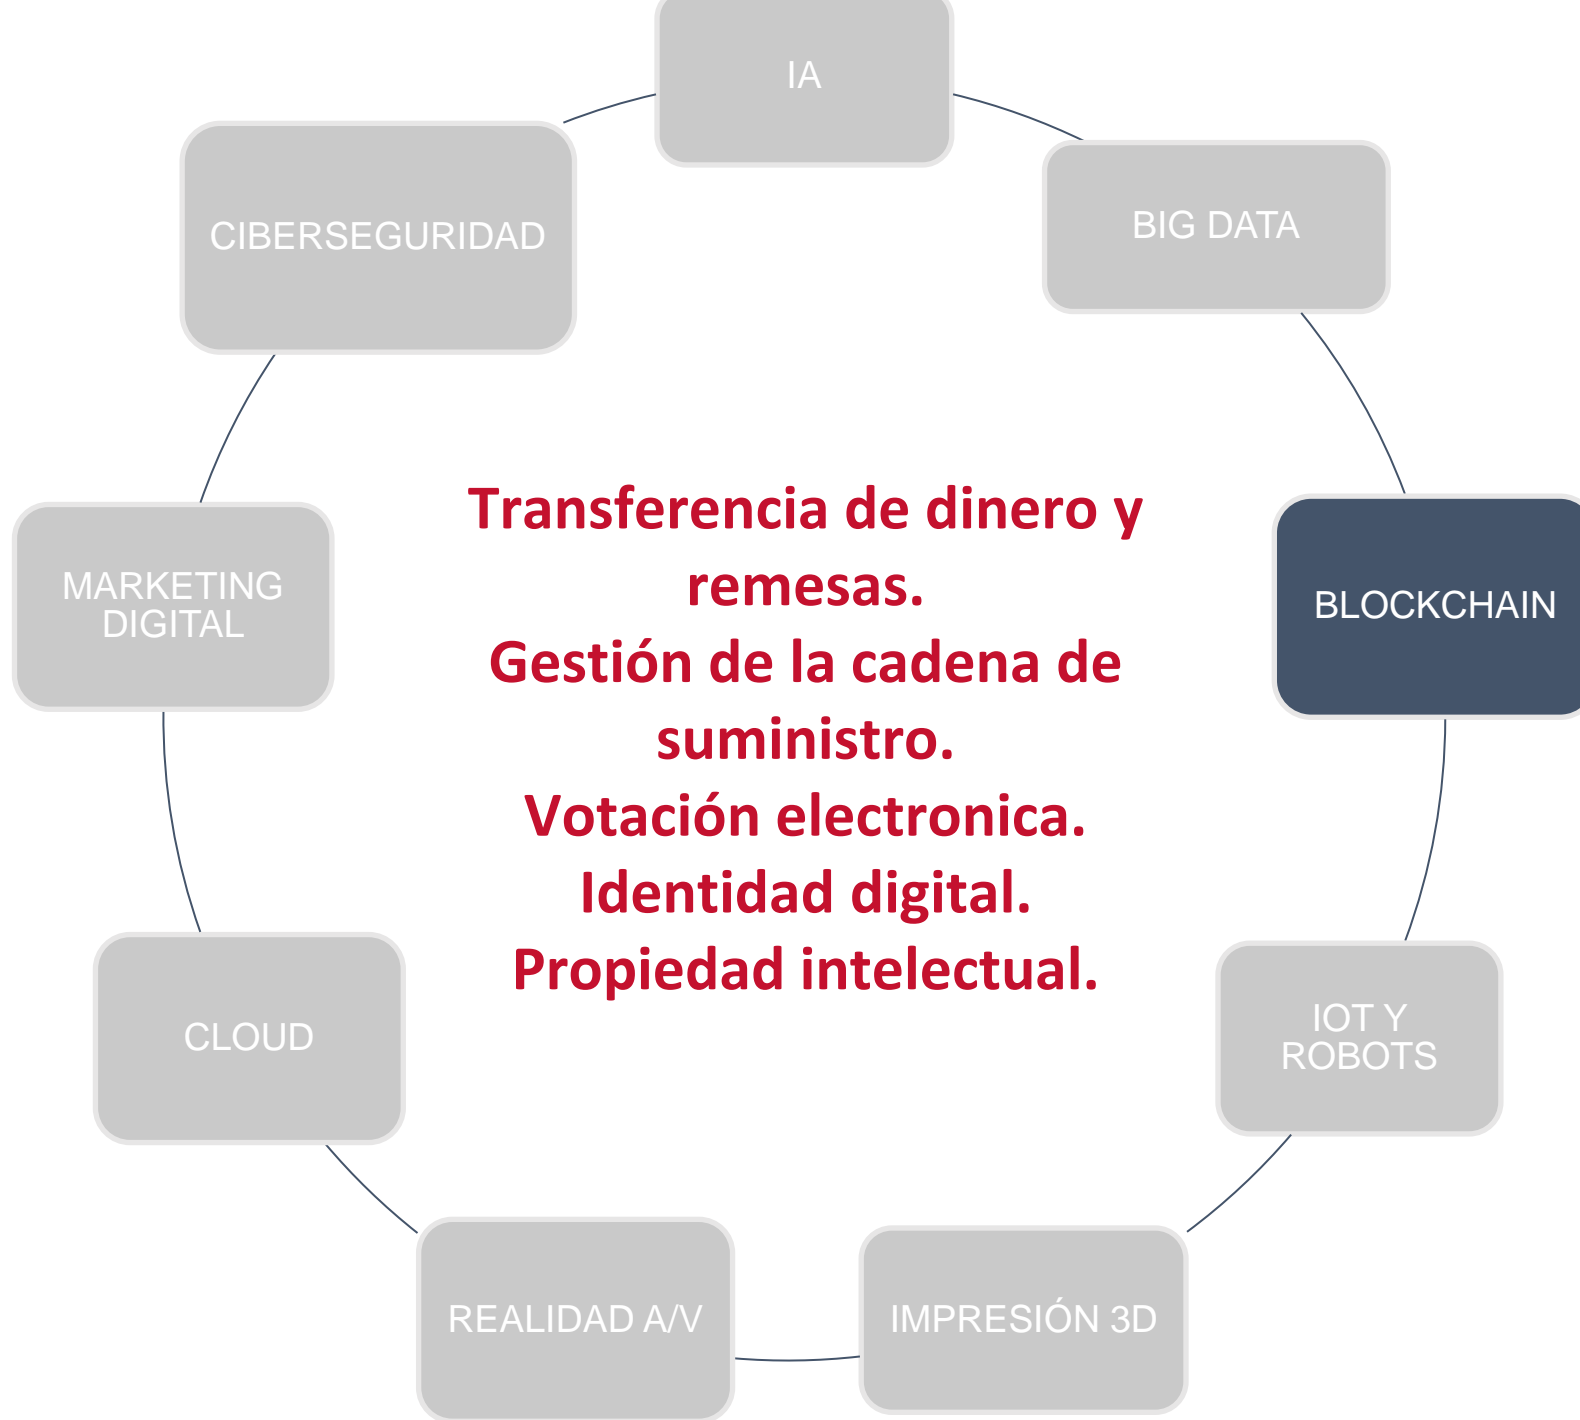 IA
BIG DATA
CIBERSEGURIDAD
BLOCKCHAIN
MARKETING
DIGITAL
Transferencia de dinero y
remesas.
Gestión de la cadena de
suministro.
Votación electronica.
Identidad digital.
Propiedad intelectual.
IOT Y
ROBOTS
CLOUD
IMPRESIÓN 3D
REALIDAD A/V